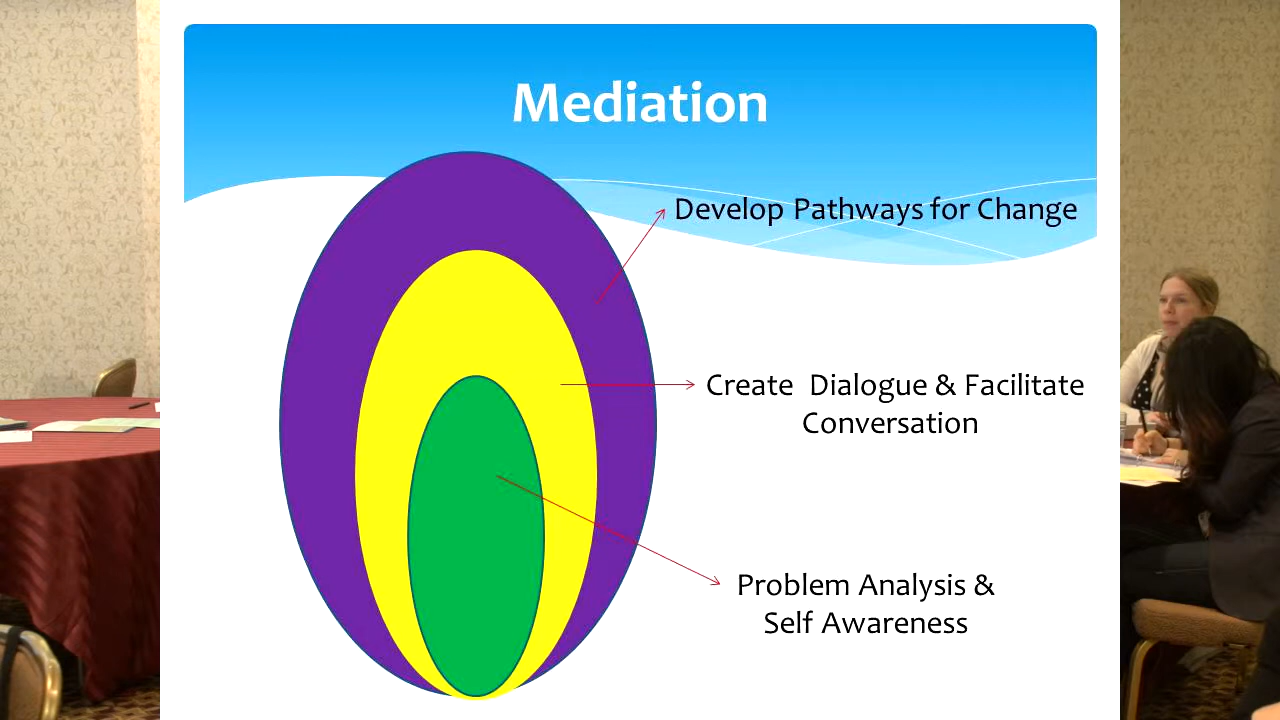 Mediation
Develop Pathways for Change
Create Dialogue & Facilitate
Conversation
Problem Analysis &
Self Awareness